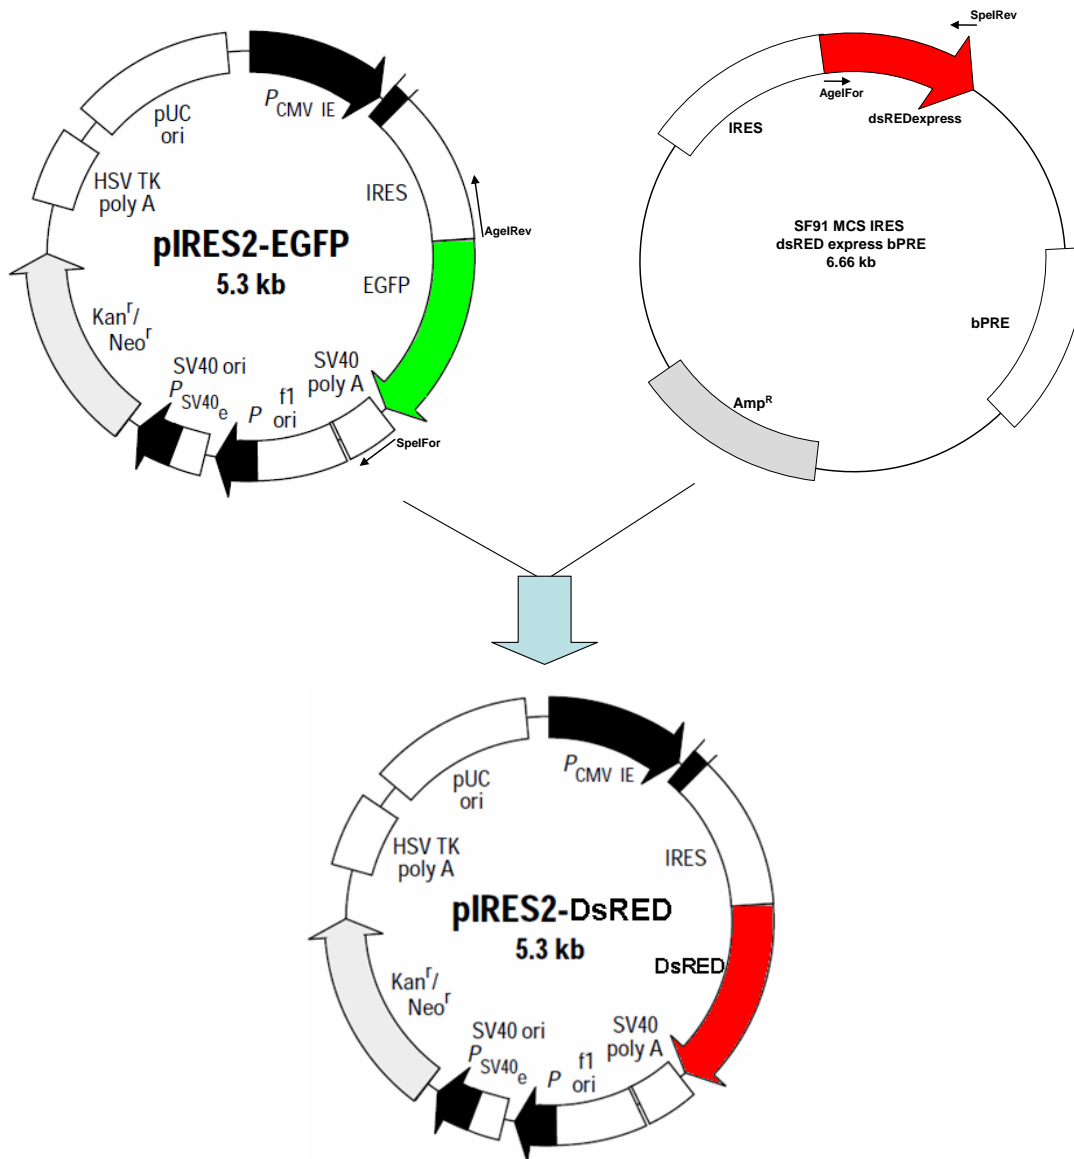 P CMV IE
pUC
ori
HSV TK
poly A
IRES
AgeIRev
pIRES2-EGFP
5.3 kb
EGFP
Kanr/
Neor
SV40 ori
PSV40e
P
f1
ori
SV40
poly A
SpeIFor
SpeIRev
AgeIFor
dsREDexpress
IRES
SF91 MCS IRES
dsRED express bPRE
6.66 kb
bPRE
AmpR
P CMV IE
pUC
ori
HSV TK
poly A
IRES
pIRES2-DsRED
5.3 kb
DsRED
Kanr/
Neor
SV40 ori
PSV40e
P
f1
ori
SV40
poly A